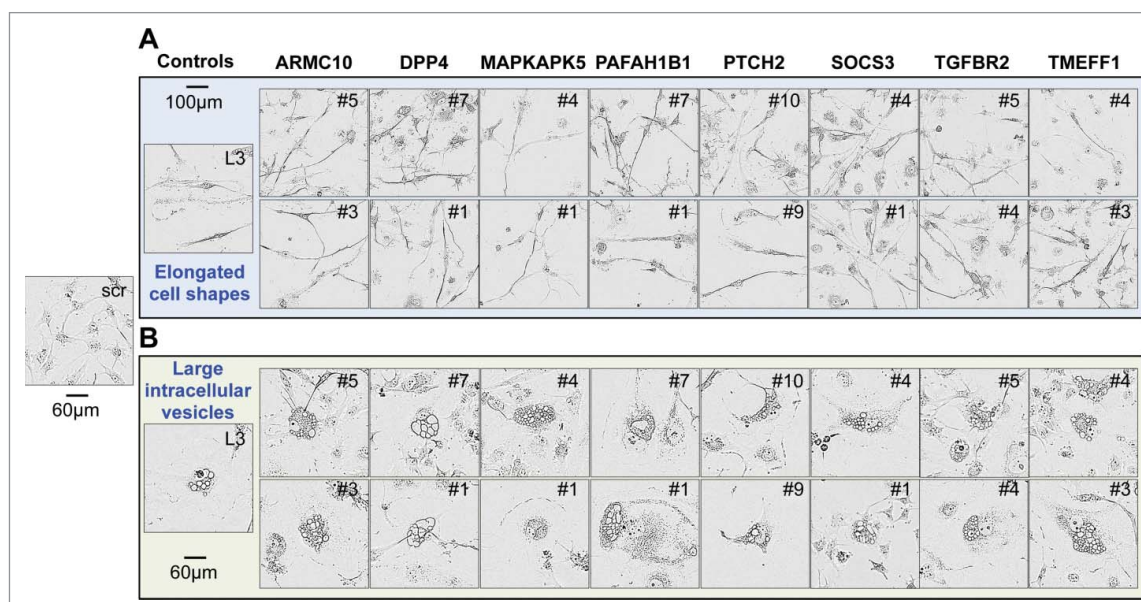 A
Controls ARMC10 DPP4 MAPKAPK5 PAFAH1B1 PTCH2 SOCS3 TGFBR2 TMEFF1
100µm
#5 #7 #4 #7 #10 #4 #5 #4
L3
#3 #1 #1 #1 #9 #1 #4 #3
Elongated
cell shapes
scr
60µm
B
Large
intracellular
vesicles
#5 #7 #4 #7 #10 #4 #5 #4
L3
#3 #1 #1 #1 #9 #1 #4 #3
60µm